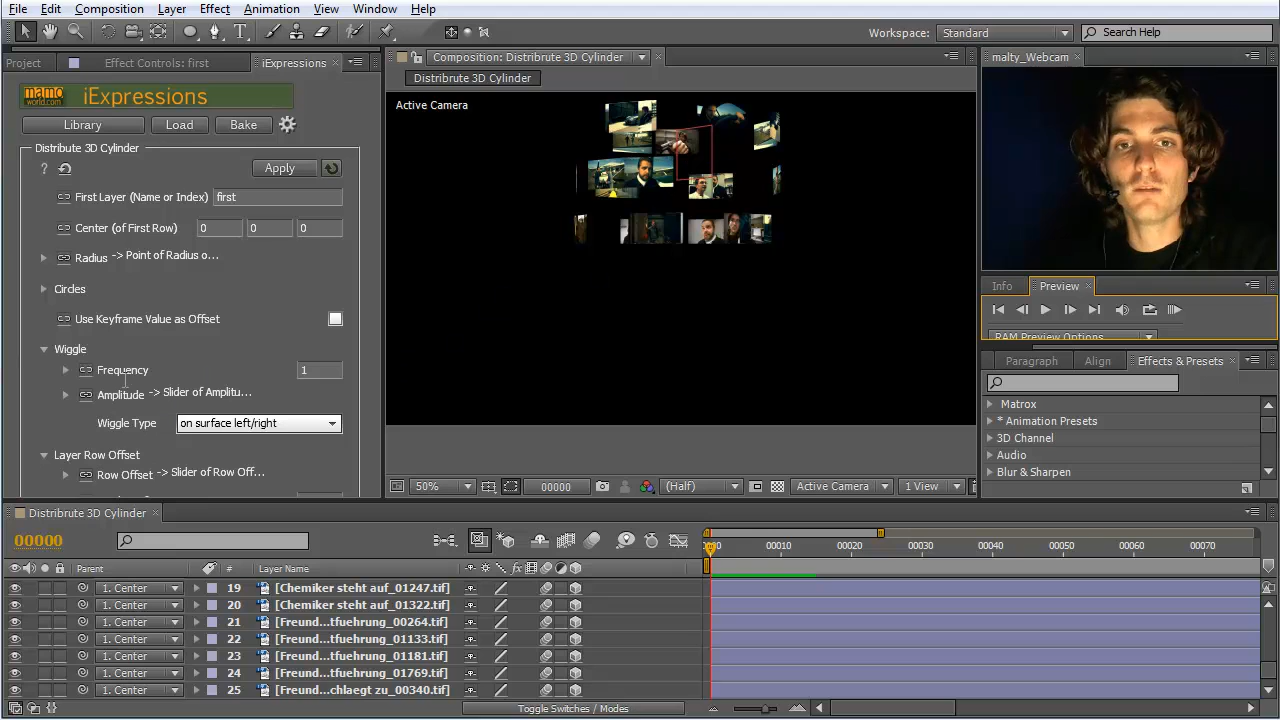 File Edit Composition Layer Effect Animation View Window Help
Workspace: Standard Search Help
Project Effect Controls: first iExpressions
Composition: Distribrute 3D Cylinder
malty_Webcam
Distribrute 3D Cylinder
mamo world.com iExpressions
Active Camera
Library Load Bake
Distribute 3D Cylinder
? Apply
First Layer (Name or Index) first
Center (of First Row) 0 0 0
Radius -> Point of Radius o...
Circles
Use Keyframe Value as Offset
Wiggle
Frequency 1
Amplitude -> Slider of Amplitu...
Wiggle Type on surface left/right
Layer Row Offset
Row Offset -> Slider of Row Off...
Info Preview
RAM Preview Options
Paragraph Align Effects & Presets
Matrox
* Animation Presets
3D Channel
Audio
Blur & Sharpen
50% 00000 (Half) Active Camera 1 View
Distribrute 3D Cylinder
00000
00010 00020 00030 00040 00050 00060 00070
Parent # Layer Name
1. Center 19 [Chemiker steht auf_01247.tif]
1. Center 20 [Chemiker steht auf_01322.tif]
1. Center 21 [Freund...tfuehrung_00264.tif]
1. Center 22 [Freund...tfuehrung_01133.tif]
1. Center 23 [Freund...tfuehrung_01181.tif]
1. Center 24 [Freund...tfuehrung_01769.tif]
1. Center 25 [Freund...chlaegt zu_00340.tif]
Toggle Switches / Modes